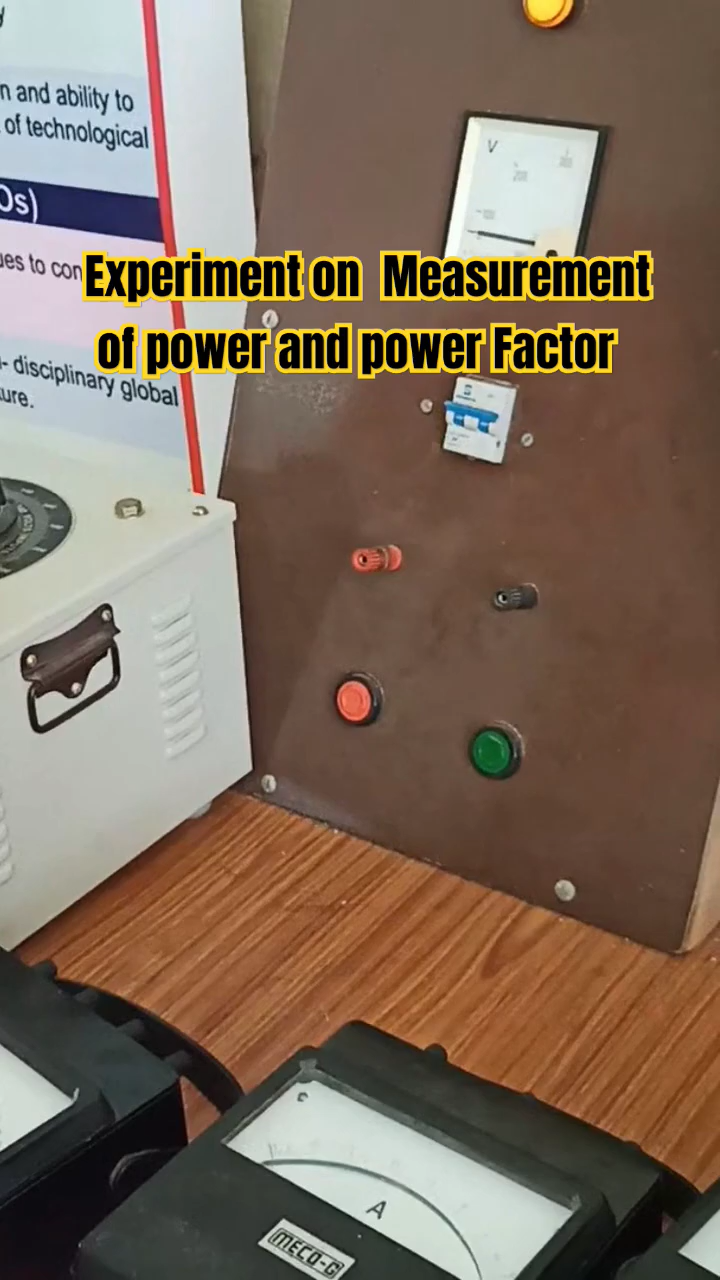 n and ability to
of technological
Os)
ues to con
- disciplinary global
ure.
Experiment on Measurement
of power and power Factor
V
A
MECO-G